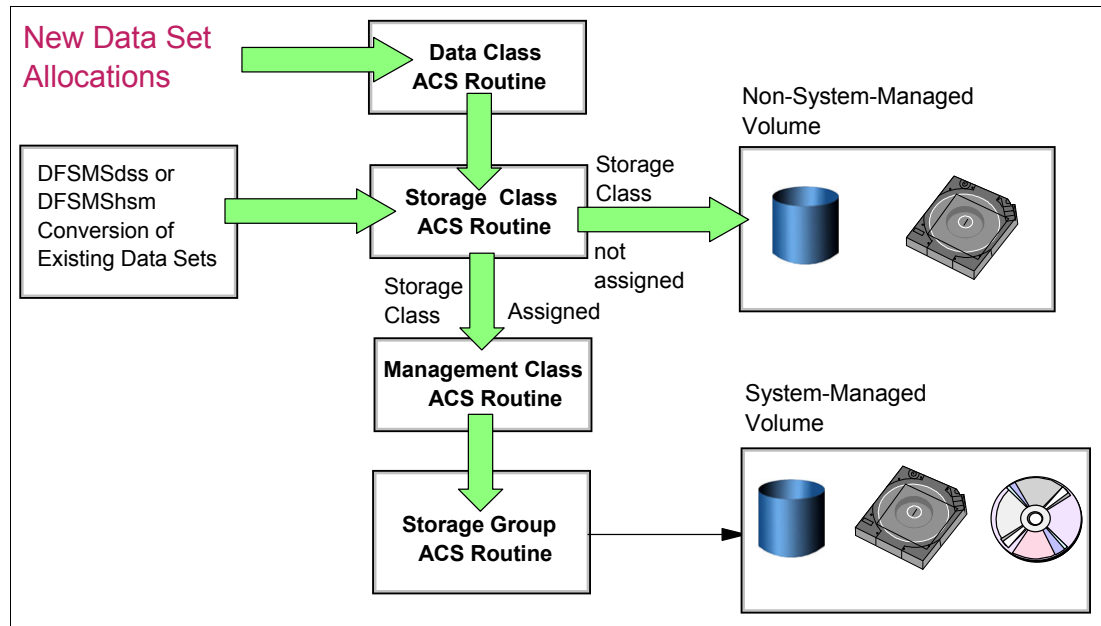 New Data Set
Allocations
Data Class
ACS Routine
DFSMSdss or
DFSMShsm
Conversion of
Existing Data Sets
Storage Class
ACS Routine
Storage
Class
not
assigned
Non-System-Managed
Volume
Storage
Class
Assigned
Management Class
ACS Routine
Storage Group
ACS Routine
System-Managed
Volume